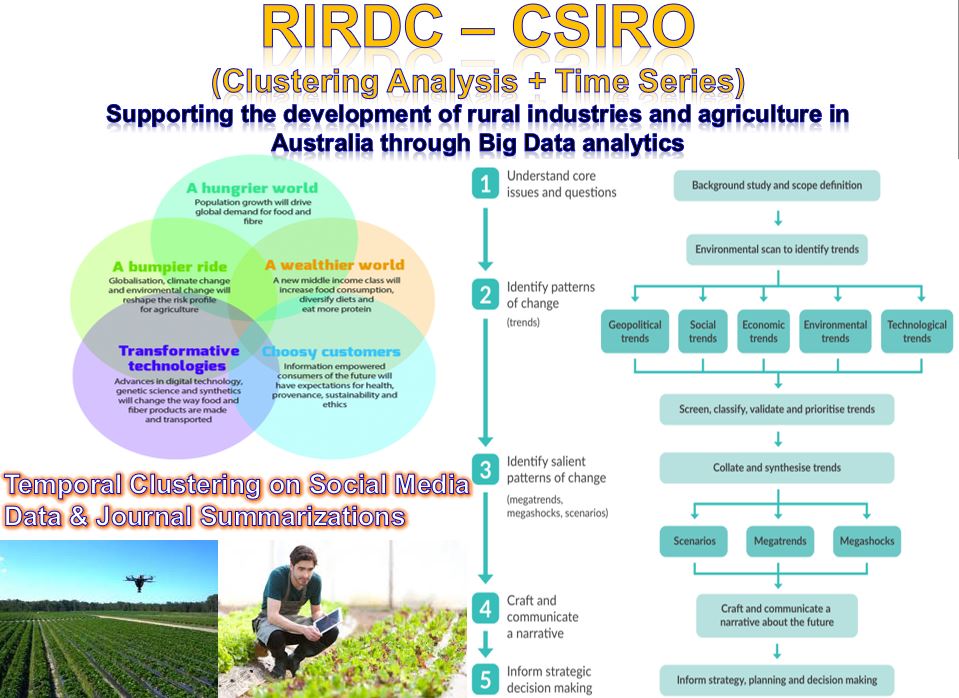 RIRDC – CSIRO
(Clustering Analysis + Time Series)
Supporting the development of rural industries and agriculture in
Australia through Big Data analytics
A hungrier world
Population growth will drive
global demand for food and
fibre
A bumpier ride
Globalisation, climate change
and enviromental change will
reshape the risk profile
for agriculture
A wealthier world
A new middle income class will
increase food consumption,
diversify diets and
eat more protein
Transformative
technologies
Advances in digital technology,
genetic science and synthetics
will change the way food and
fiber products are made
and transported
Choosy customers
Information empowered
consumers of the future will
have expectations for health,
provenance, sustainability and
ethics
Temporal Clustering on Social Media
Data & Journal Summarizations
1
Understand core
issues and questions
2
Identify patterns
of change
(trends)
3
Identify salient
patterns of change
(megatrends,
megashocks, scenarios)
4
Craft and
communicate
a narrative
5
Inform strategic
decision making
Background study and scope definition
Environmental scan to identify trends
Geopolitical
trends
Social
trends
Economic
trends
Environmental
trends
Technological
trends
Screen, classify, validate and prioritise trends
Collate and synthesise trends
Scenarios
Megatrends
Megashocks
Craft and communicate a
narrative about the future
Inform strategy, planning and decision making